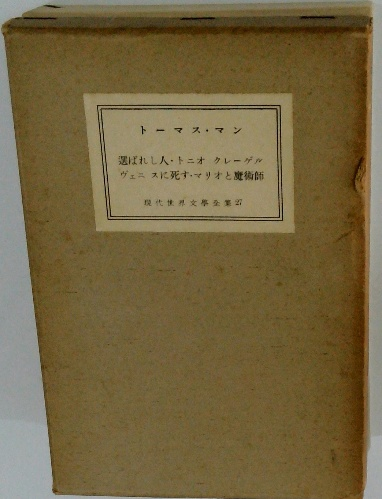 トーマス・マン
選ばれし人・トニオ クレーゲル
ヴェニスに死す・マリオと魔術師
現代世界文學全集27